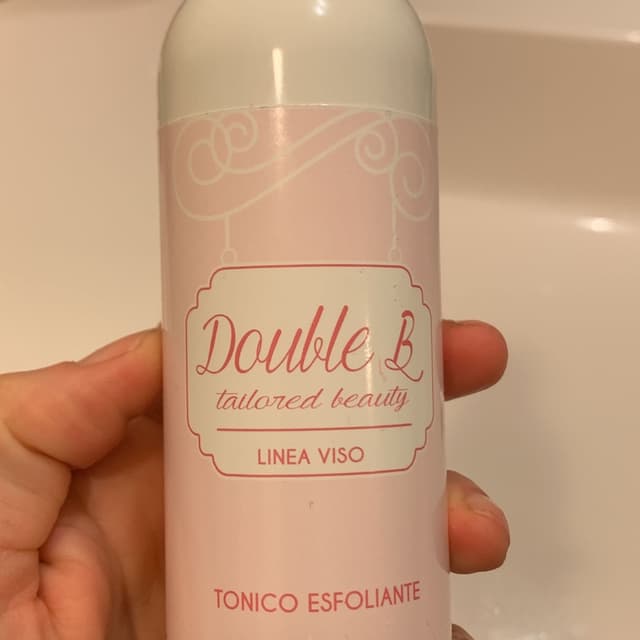 Double B
tailored beauty
LINEA VISO
TONICO ESFOLIANTE